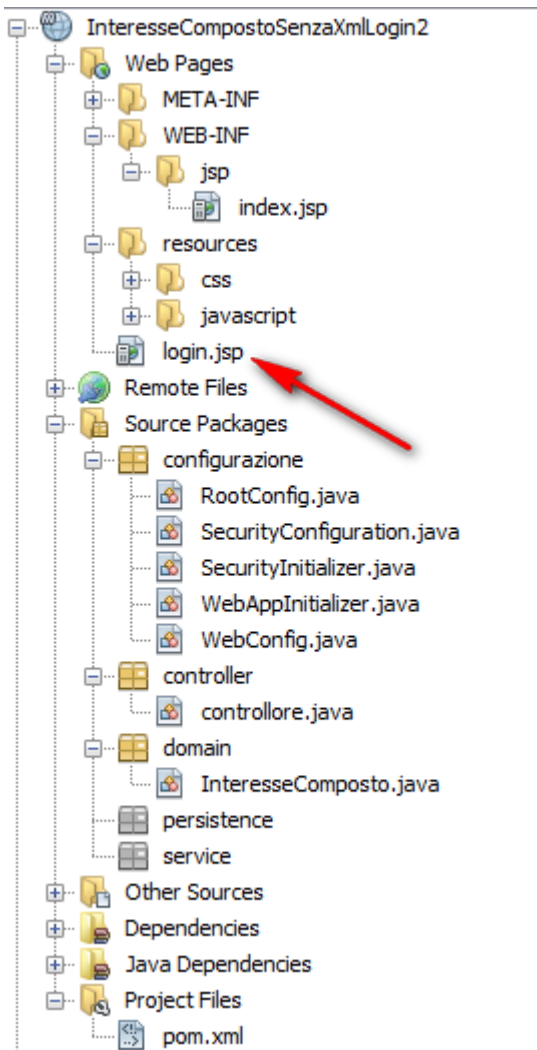 InteresseCompostoSenzaXmlLogin2
Web Pages
META-INF
WEB-INF
jsp
index.jsp
resources
css
javascript
login.jsp
Remote Files
Source Packages
configurazione
RootConfig.java
SecurityConfiguration.java
SecurityInitializer.java
WebAppInitializer.java
WebConfig.java
controller
controllore.java
domain
InteresseComposto.java
persistence
service
Other Sources
Dependencies
Java Dependencies
Project Files
pom.xml